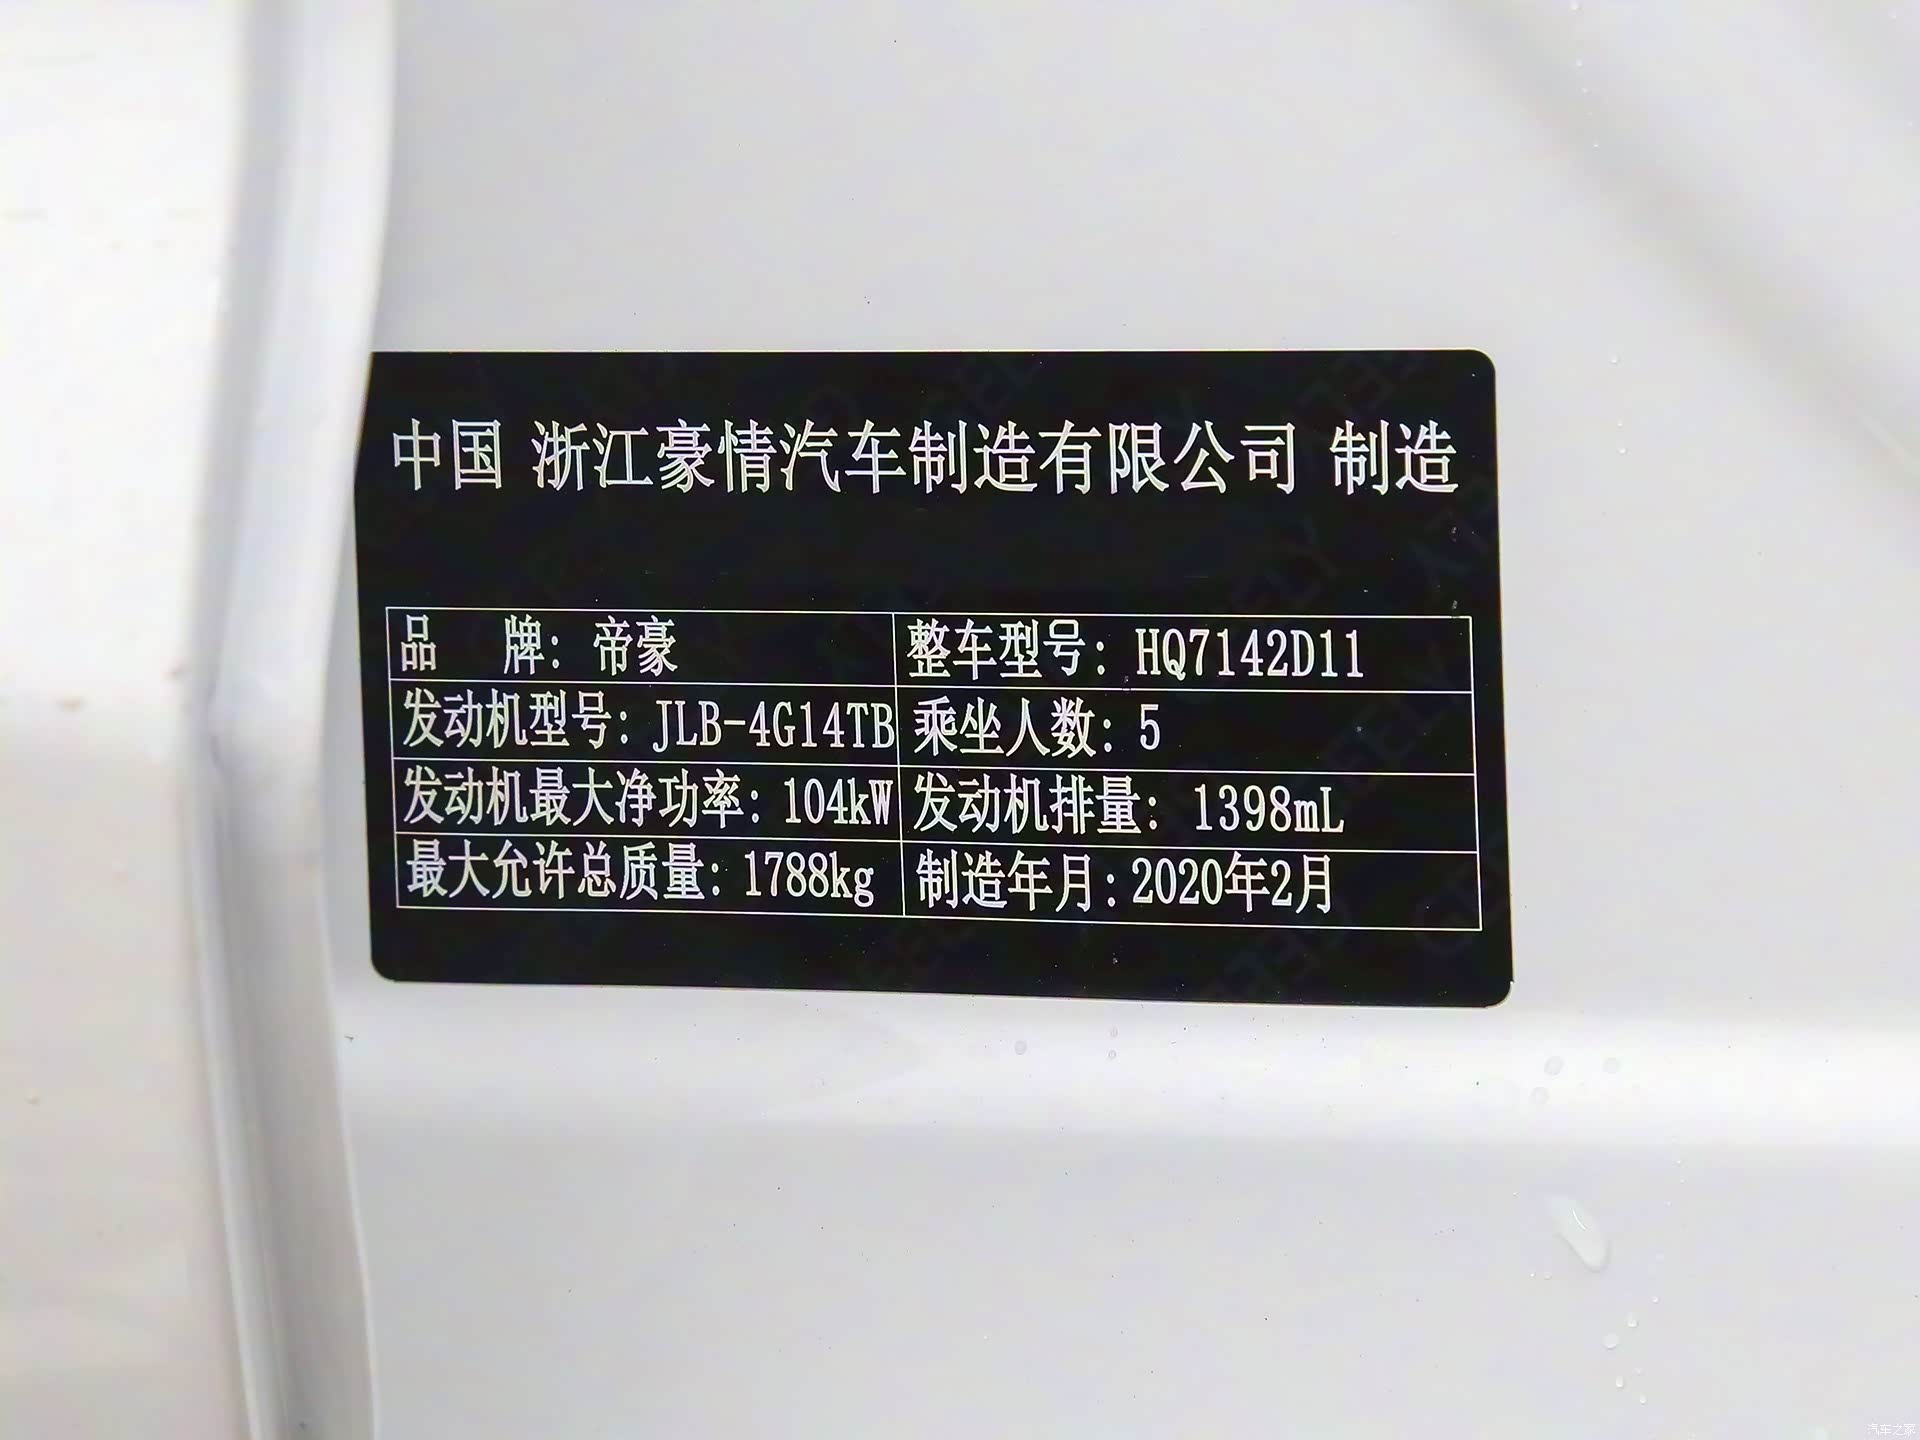 中国 浙江豪情汽车制造有限公司 制造
品 牌：帝豪 整车型号：HQ7142D11
发动机型号：JLB-4G14TB 乘坐人数：5
发动机最大净功率：104kW 发动机排量：1398mL
最大允许总质量：1788kg 制造年月：2020年2月
汽车之家